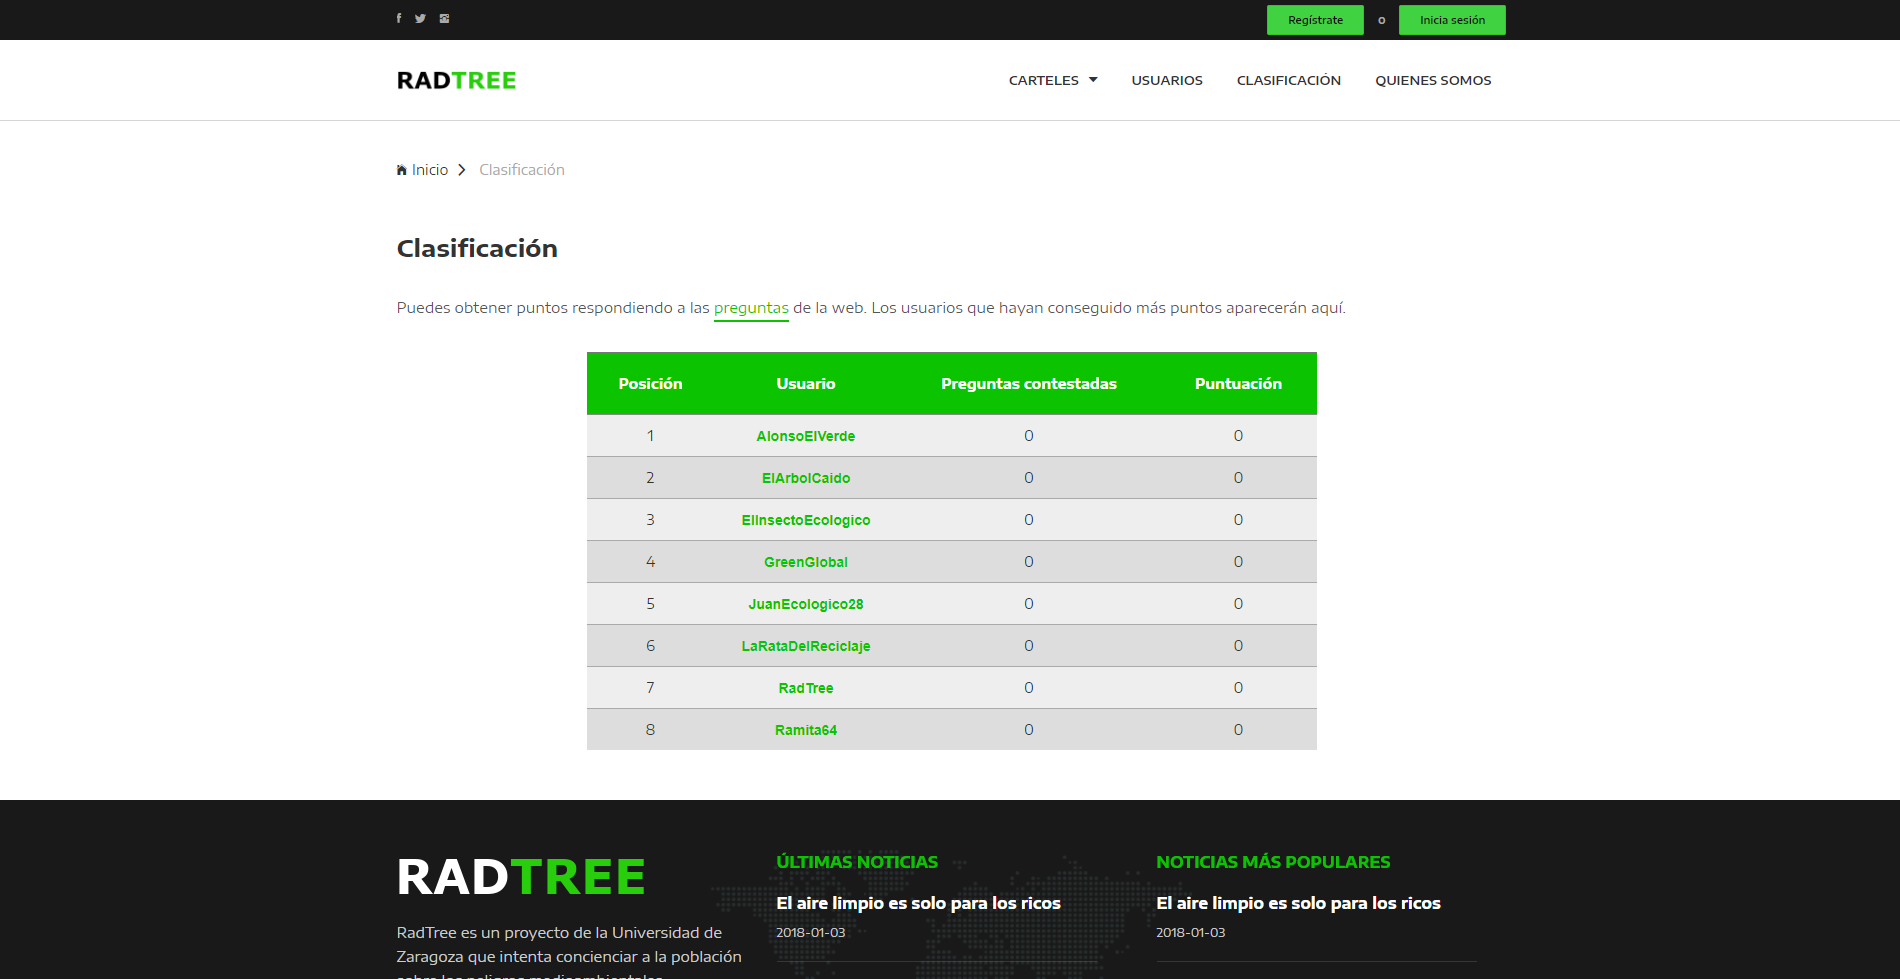 Regístrate o Inicia sesión
RADTREE
CARTELES USUARIOS CLASIFICACIÓN QUIENES SOMOS
Inicio Clasificación
Clasificación
Puedes obtener puntos respondiendo a las preguntas de la web. Los usuarios que hayan conseguido más puntos aparecerán aquí.
Posición Usuario Preguntas contestadas Puntuación
1 AlonsoElVerde 0 0
2 ElArbolCaido 0 0
3 ElInsectoEcologico 0 0
4 GreenGlobal 0 0
5 JuanEcologico28 0 0
6 LaRataDelReciclaje 0 0
7 RadTree 0 0
8 Ramita64 0 0
RADTREE
RadTree es un proyecto de la Universidad de
Zaragoza que intenta concienciar a la población
sobre los peligros medioambientales
ÚLTIMAS NOTICIAS
El aire limpio es solo para los ricos
2018-01-03
NOTICIAS MÁS POPULARES
El aire limpio es solo para los ricos
2018-01-03